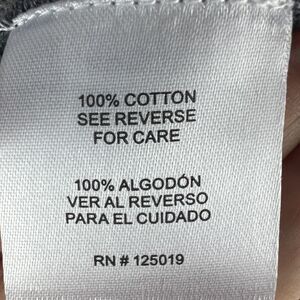 100% COTTON
SEE REVERSE
FOR CARE
100% ALGODÓN
VER AL REVERSO
PARA EL CUIDADO
RN # 125019